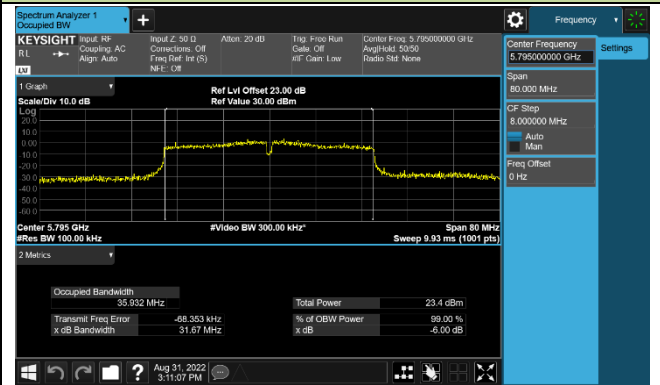 Spectrum Analyzer 1
Occupied BW
+
Frequency
KEYSIGHT
Input: RF
Coupling: AC
Align: Auto
Input Z: 50 Ω
Corrections: Off
Freq Ref: Int (S)
NFE: Off
Atten: 20 dB
Trig: Free Run
Gate: Off
#IF Gain: Low
Center Freq: 5.795000000 GHz
Avg|Hold: 50/50
Radio Std: None
RL
LXI
Center Frequency
5.795000000 GHz
Settings
Span
80.000 MHz
CF Step
8.000000 MHz
Auto
Man
Freq Offset
0 Hz
1 Graph
Scale/Div 10.0 dB
Ref Lvl Offset 23.00 dB
Ref Value 30.00 dBm
Log
20.0
10.0
0.00
-10.0
-20.0
-30.0
-40.0
-50.0
-60.0
Center 5.795 GHz
#Res BW 100.00 kHz
#Video BW 300.00 kHz*
Span 80 MHz
Sweep 9.93 ms (1001 pts)
2 Metrics
Occupied Bandwidth
35.932 MHz
Total Power 23.4 dBm
Transmit Freq Error -68.353 kHz
% of OBW Power 99.00 %
x dB Bandwidth 31.67 MHz
x dB -6.00 dB
?
Aug 31, 2022
3:11:07 PM